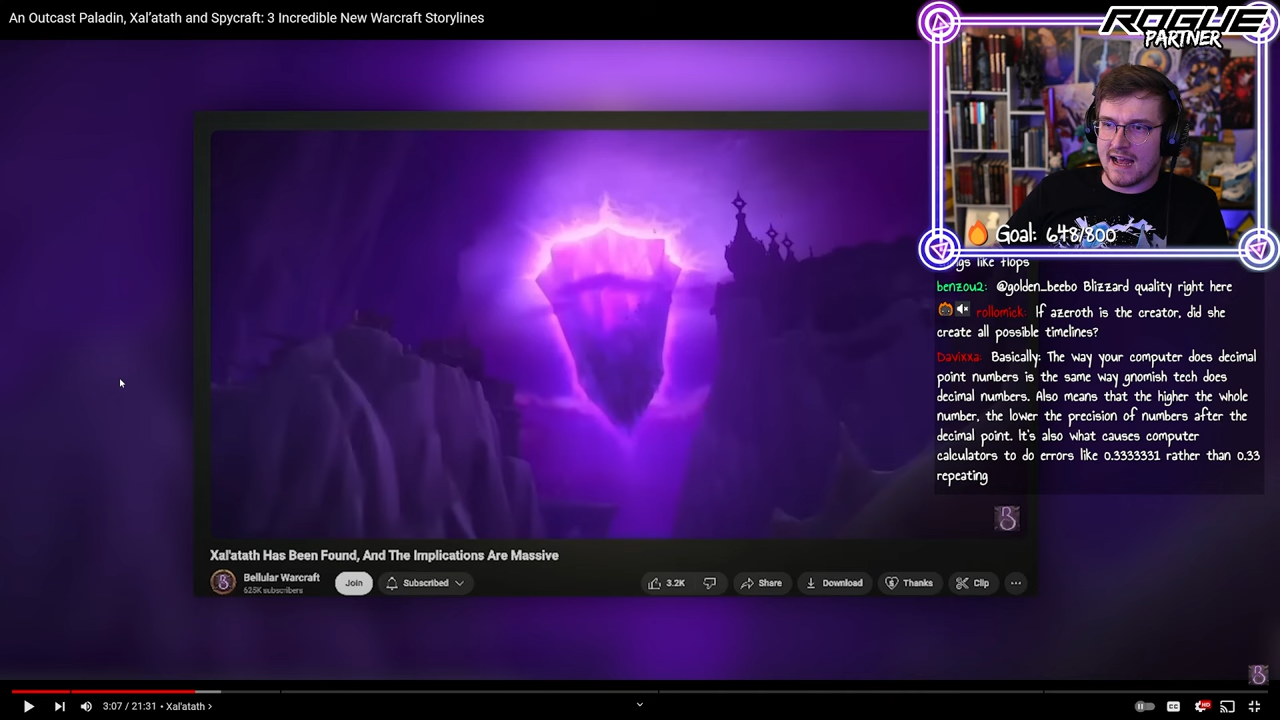 An Outcast Paladin, Xal'atath and Spycraft: 3 Incredible New Warcraft Storylines
ROGUE
PARTNER
Goal: 648/800
like flops
benzou2: @golden_beebo Blizzard quality right here
rollomick: If azeroth is the creator, did she
create all possible timelines?
Davixxa: Basically: The way your computer does decimal
point numbers is the same way gnomish tech does
decimal numbers. Also means that the higher the whole
number, the lower the precision of numbers after the
decimal point. It's also what causes computer
calculators to do errors like 0.3333331 rather than 0.33
repeating
Xal'atath Has Been Found, And The Implications Are Massive
Bellular Warcraft
625K subscribers
Join
Subscribed
3.2K
Share
Download
Thanks
Clip
3:07 / 21:31 • Xal'atath >
CC
HD